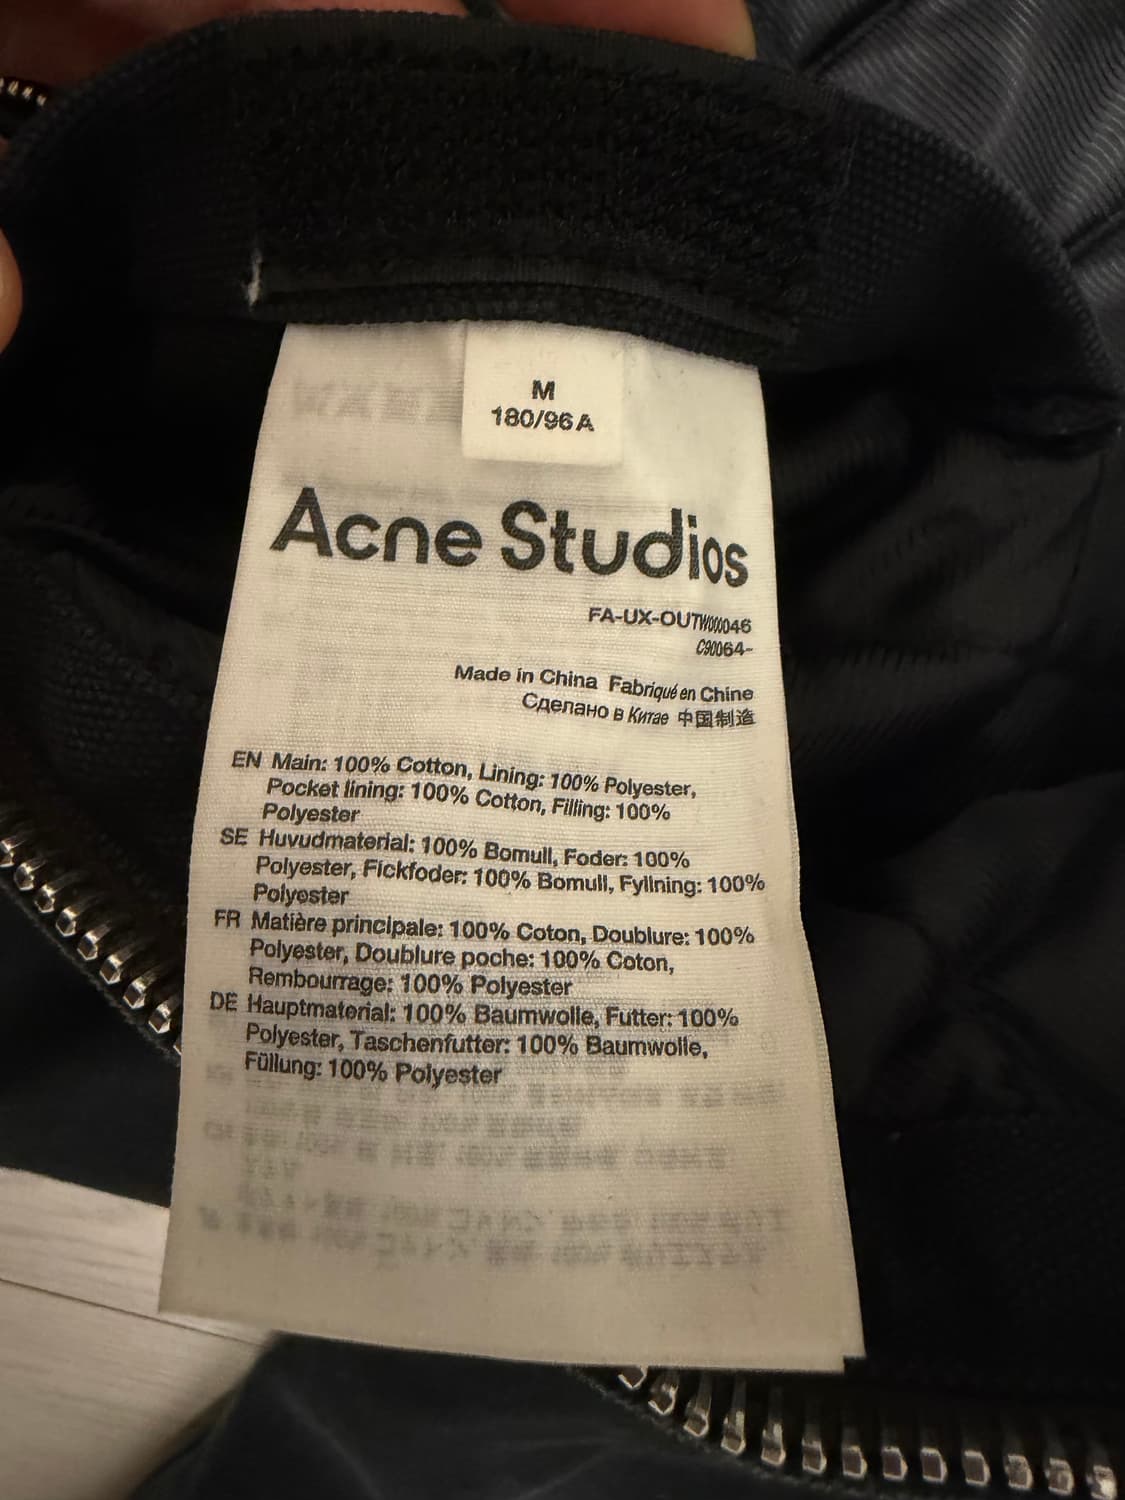 M
180/96A
Acne Studios
FA-UX-OUTW000046
C90064-
Made in China Fabriqué en Chine
Сделано в Китае 中国制造
EN Main: 100% Cotton, Lining: 100% Polyester,
Pocket lining: 100% Cotton, Filling: 100%
Polyester
SE Huvudmaterial: 100% Bomull, Foder: 100%
Polyester, Fickfoder: 100% Bomull, Fyllning: 100%
Polyester
FR Matière principale: 100% Coton, Doublure: 100%
Polyester, Doublure poche: 100% Coton,
Rembourrage: 100% Polyester
DE Hauptmaterial: 100% Baumwolle, Futter: 100%
Polyester, Taschenfutter: 100% Baumwolle,
Füllung: 100% Polyester